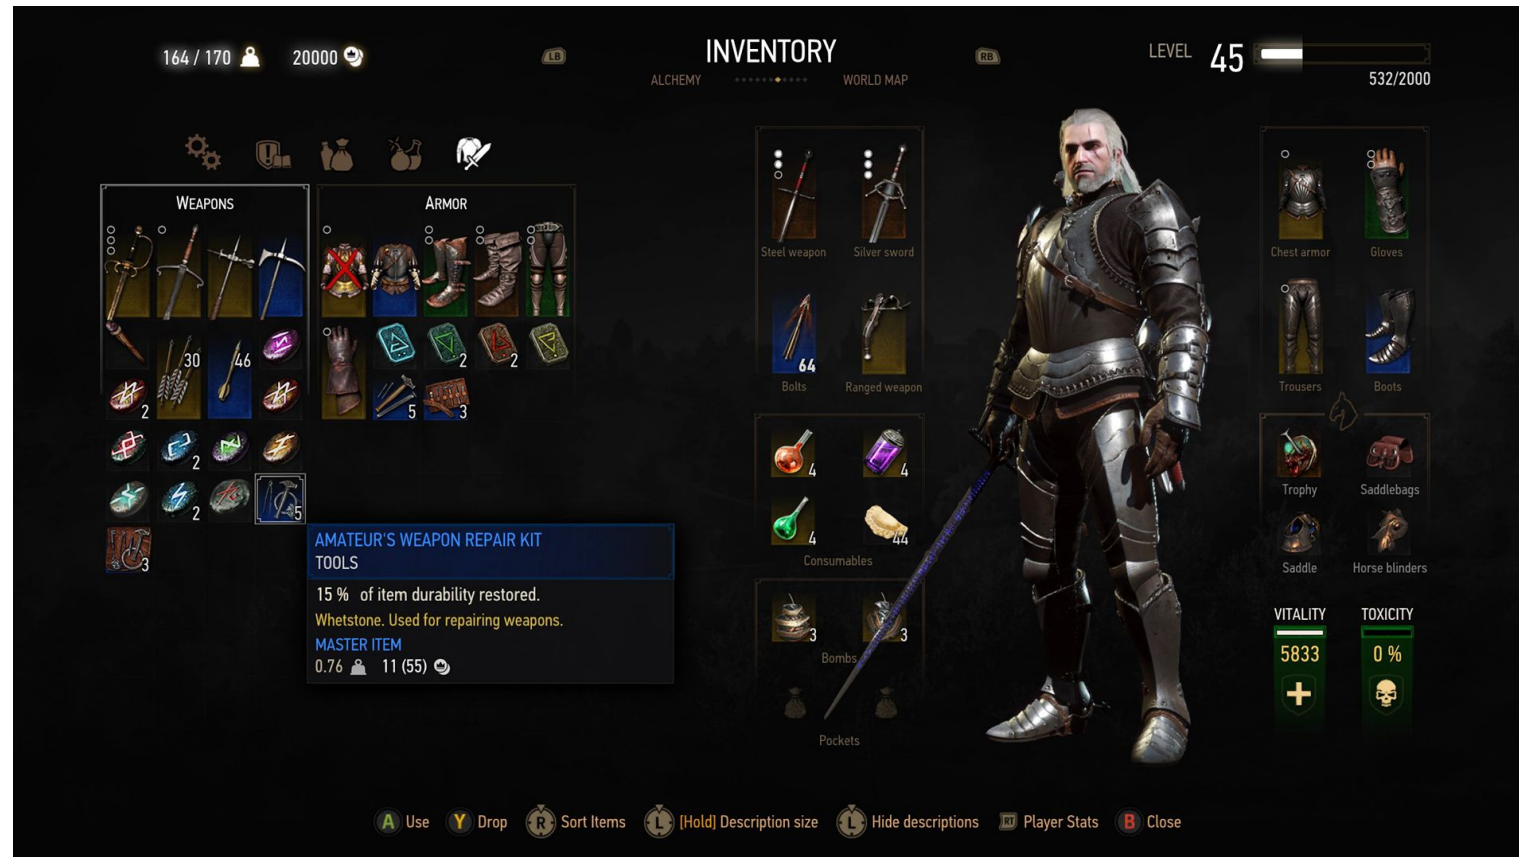 164 / 170
20000
LB
INVENTORY
RB
LEVEL 45
532/2000
ALCHEMY
WORLD MAP
WEAPONS
ARMOR
30
46
2
2
2
5
3
2
2
2
5
3
Steel weapon
Silver sword
64
Bolts
Ranged weapon
4
4
4
44
Consumables
3
3
Bombs
Pockets
Chest armor
Gloves
Trousers
Boots
Trophy
Saddlebags
Saddle
Horse blinders
VITALITY
TOXICITY
5833
0 %
AMATEUR'S WEAPON REPAIR KIT
TOOLS
15 % of item durability restored.
Whetstone. Used for repairing weapons.
MASTER ITEM
0.76 11 (55)
A Use
Y Drop
R Sort Items
L [Hold] Description size
L Hide descriptions
RT Player Stats
B Close